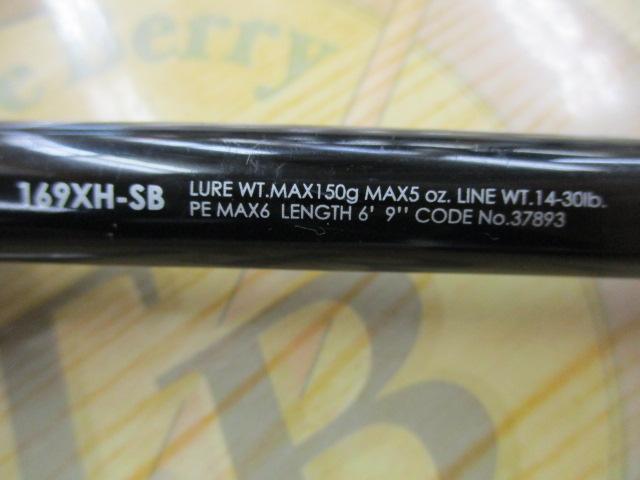 e Berry
169XH-SB LURE WT.MAX150g MAX5 oz. LINE WT.14-30lb.
PE MAX6 LENGTH 6' 9'' CODE No.37893
B